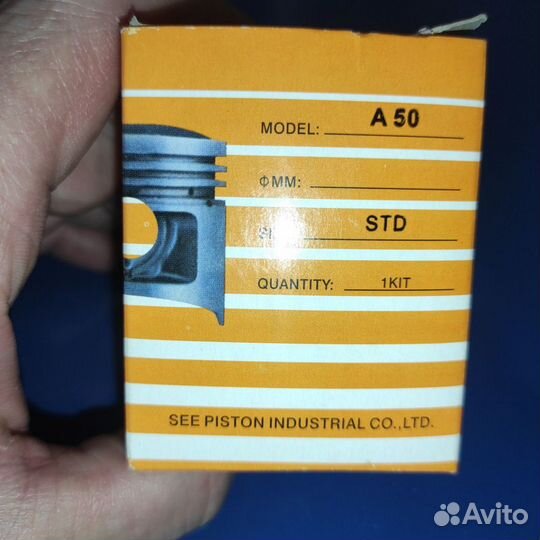 MODEL: A 50
ΦMM:
STD
QUANTITY: 1KIT
SEE PISTON INDUSTRIAL CO.,LTD.
Avito